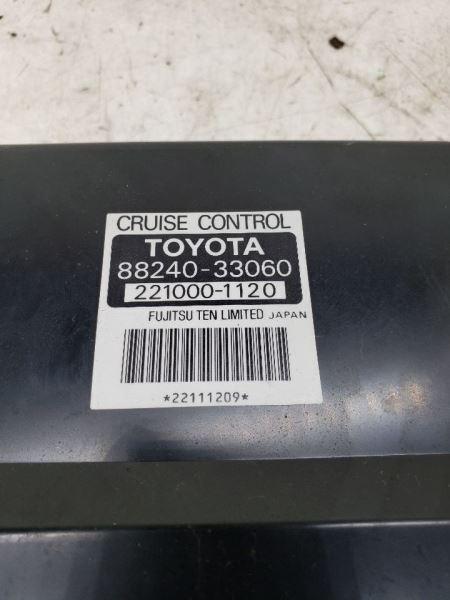 CRUISE CONTROL
TOYOTA
88240-33060
221000-1120
FUJITSU TEN LIMITED JAPAN
*22111209*